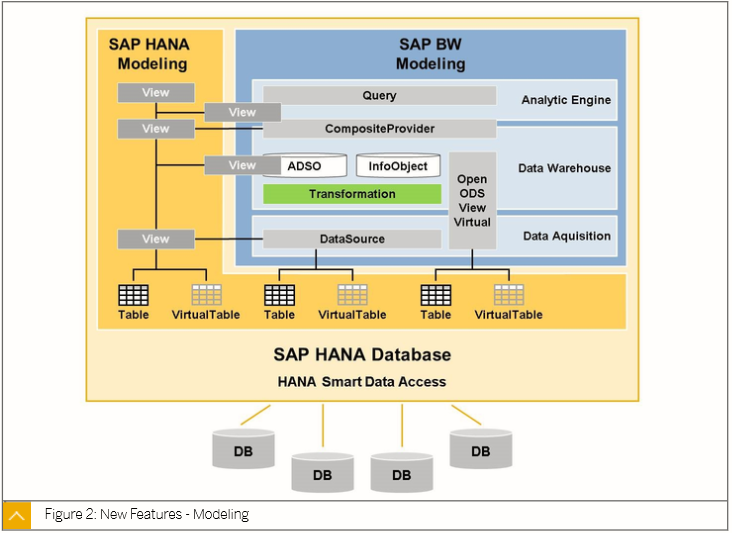 SAP HANA
Modeling
SAP BW
Modeling
View
Query
Analytic Engine
View
View
CompositeProvider
View
ADSO
InfoObject
Data Warehouse
Open
ODS
View
Virtual
Transformation
View
DataSource
Data Aquisition
Table
VirtualTable
Table
VirtualTable
Table
VirtualTable
SAP HANA Database
HANA Smart Data Access
DB
DB
DB
DB
Figure 2: New Features - Modeling